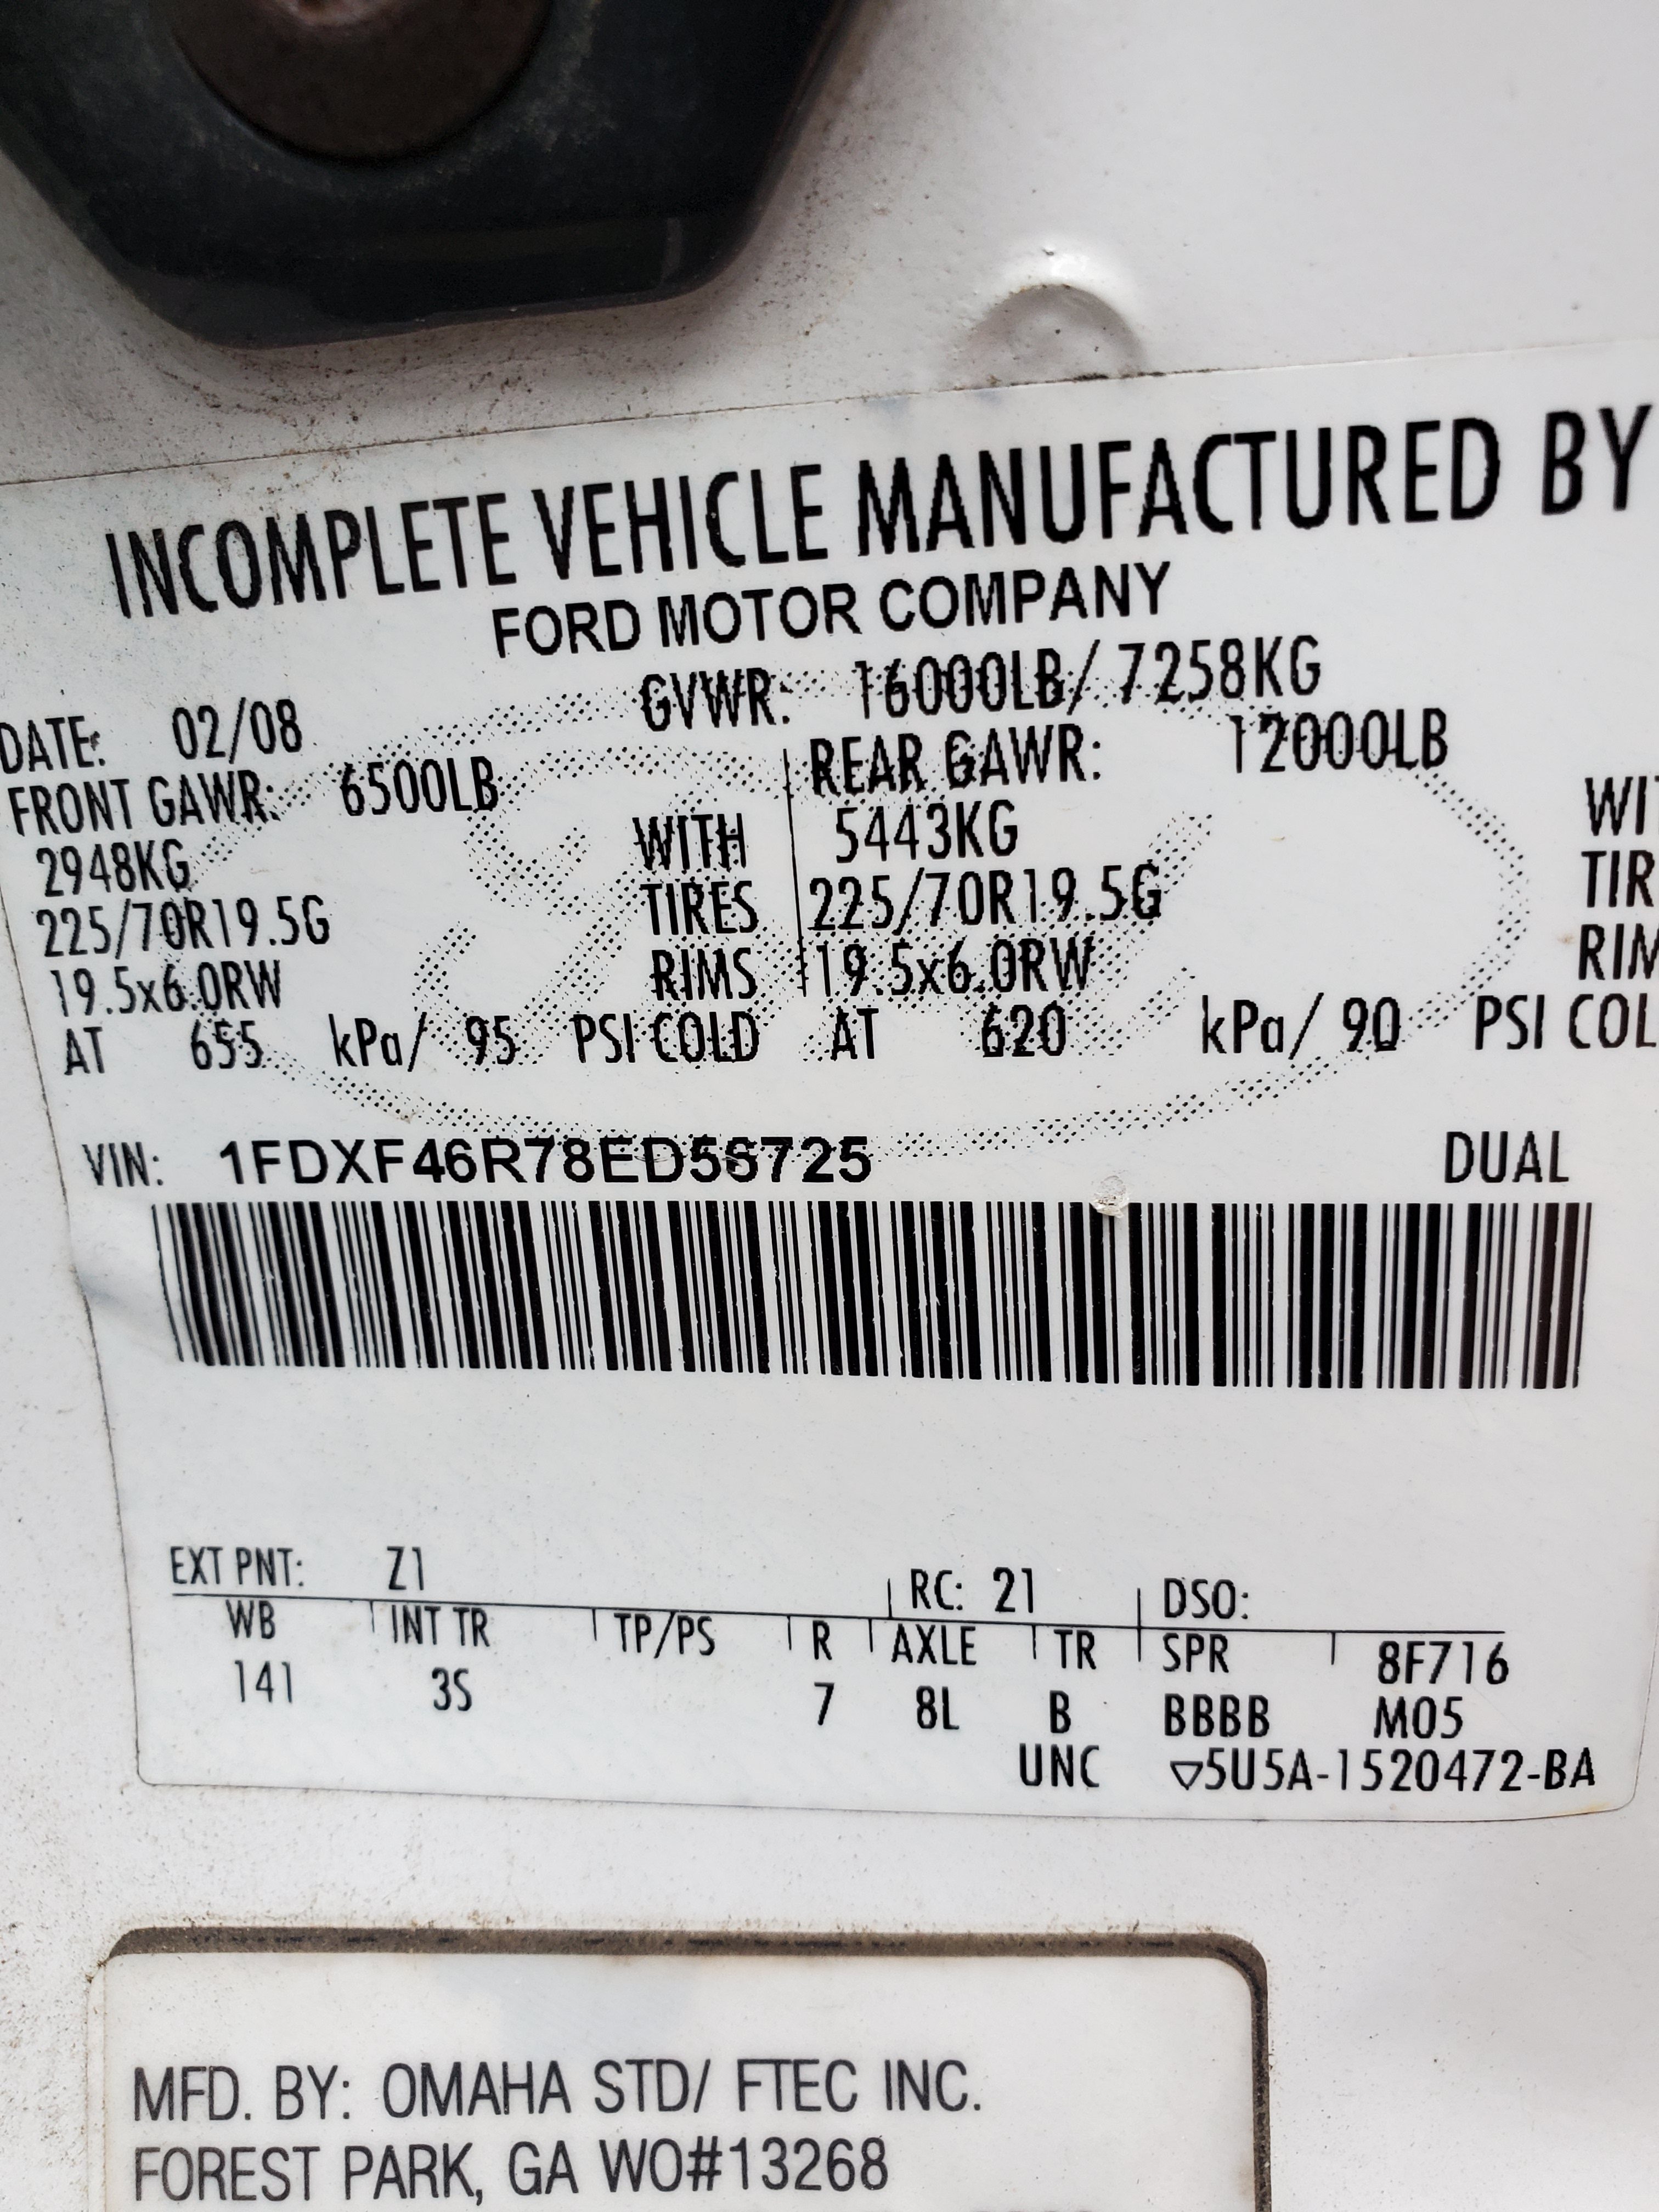 INCOMPLETE VEHICLE MANUFACTURED BY
FORD MOTOR COMPANY
DATE: 02/08 GVWR: 16000LB/ 7258KG
FRONT GAWR: 6500LB REAR GAWR: 12000LB
2948KG WITH 5443KG
225/70R19.5G TIRES 225/70R19.5G
19.5x6.0RW RIMS 19.5x6.0RW
AT 655 kPa/ 95 PSI COLD AT 620 kPa/ 90 PSI COL
VIN: 1FDXF46R78ED56725 DUAL
EXT PNT: Z1 RC: 21 DSO:
WB INT TR TP/PS R AXLE TR SPR 8F716
141 3S 7 8L B BBBB M05
UNC ▽5U5A-1520472-BA
MFD. BY: OMAHA STD/ FTEC INC.
FOREST PARK, GA WO#13268